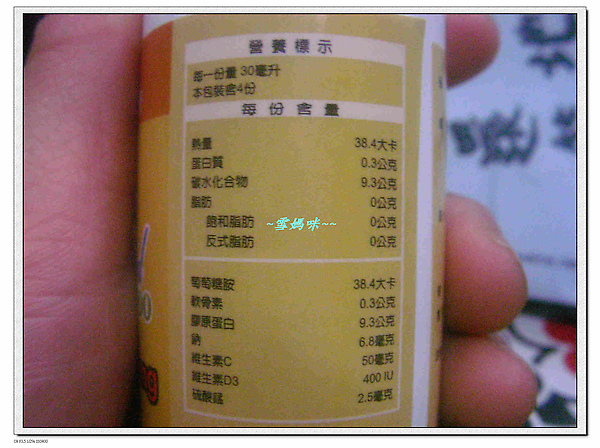 營養標示
每一份量 30毫升
本包裝含4份
每份含量
熱量 38.4大卡
蛋白質 0.3公克
碳水化合物 9.3公克
脂肪 0公克
飽和脂肪 0公克
反式脂肪 0公克
~雪媽咪~~
葡萄糖胺 38.4大卡
軟骨素 0.3公克
膠原蛋白 9.3公克
鈉 6.8毫克
維生素C 50毫克
維生素D3 400 IU
硫酸錳 2.5毫克